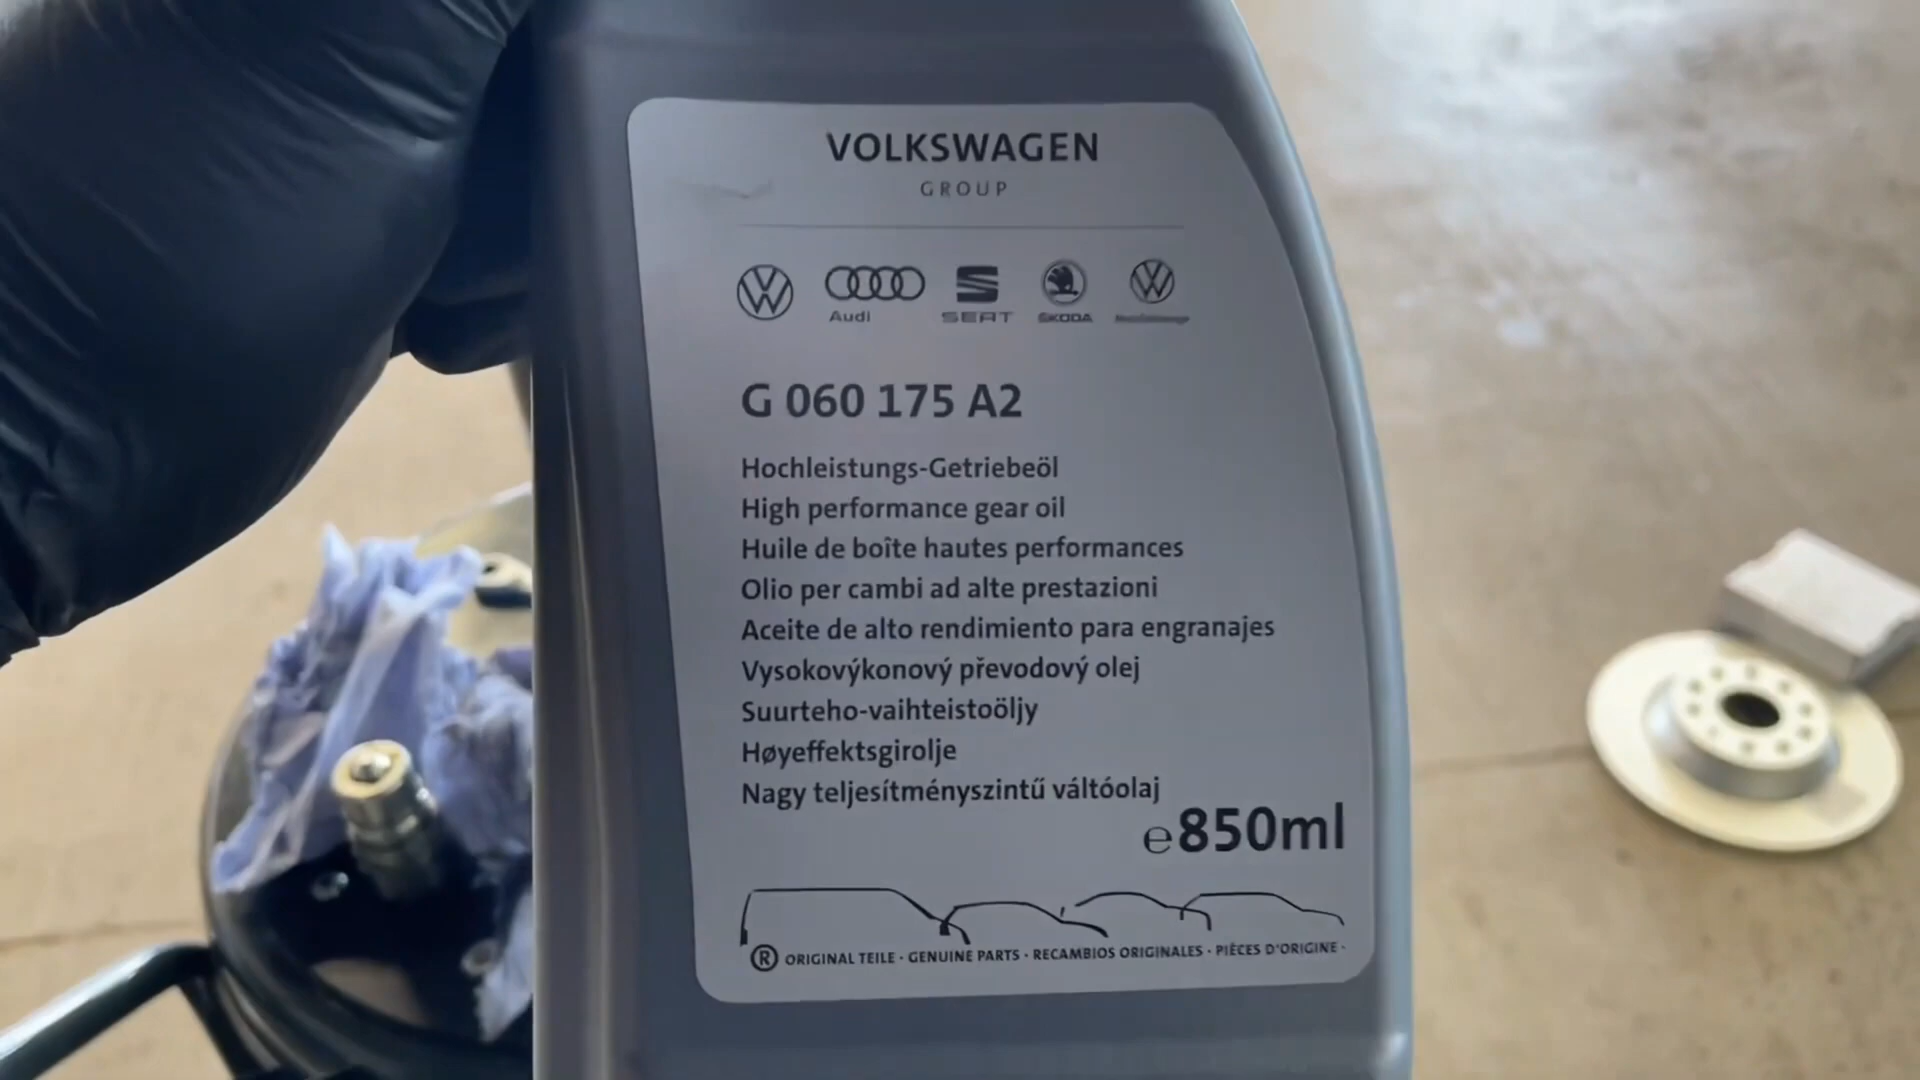 VOLKSWAGEN
GROUP
Audi
SEAT
ŠKODA
G 060 175 A2
Hochleistungs-Getriebeöl
High performance gear oil
Huile de boîte hautes performances
Olio per cambi ad alte prestazioni
Aceite de alto rendimiento para engranajes
Vysokovýkonový převodový olej
Suurteho-vaihteistoöljy
Høyeffektsgirolje
Nagy teljesítményszintű váltóolaj
℮850ml
® ORIGINAL TEILE · GENUINE PARTS · RECAMBIOS ORIGINALES · PIÈCES D'ORIGINE ·